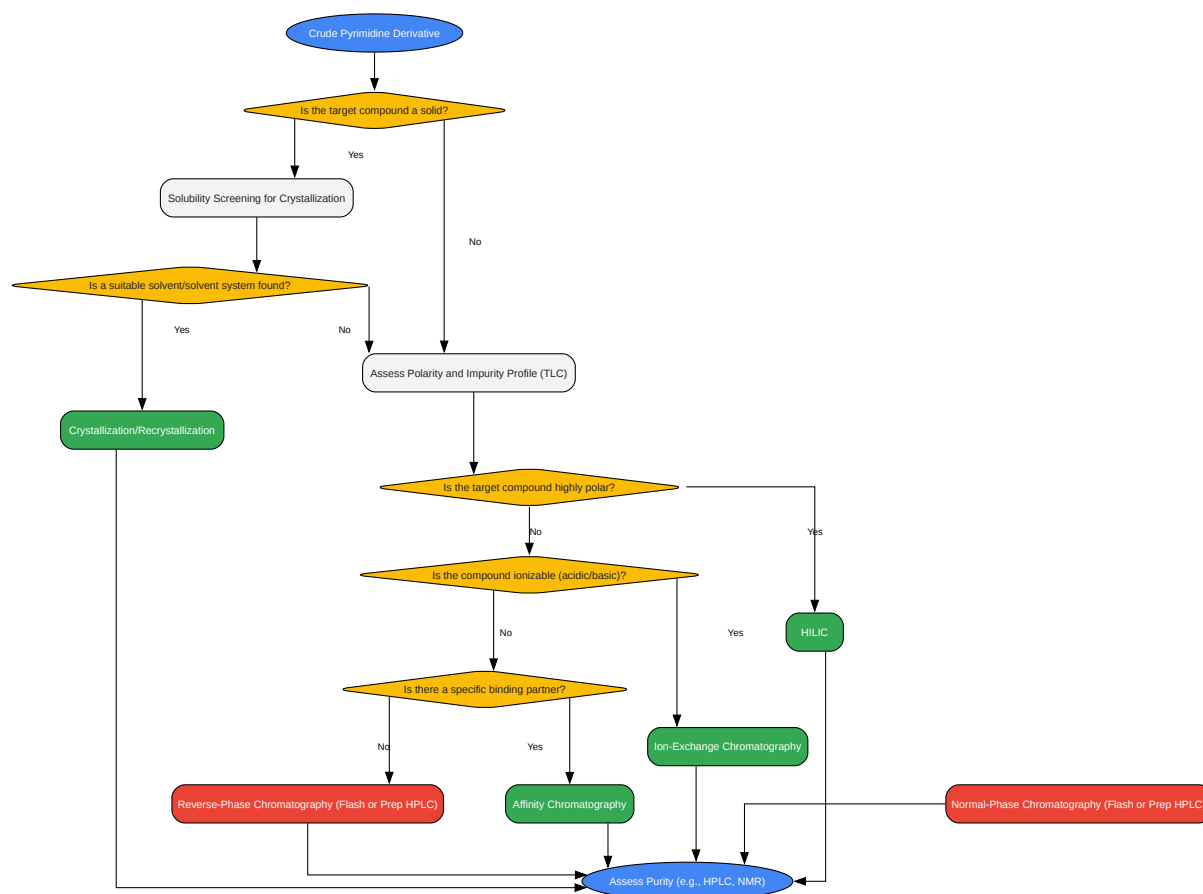 Crude Pyrimidine Derivative
Is the target compound a solid?
Yes
Solubility Screening for Crystallization
No
Is a suitable solvent/solvent system found?
Yes
No
Assess Polarity and Impurity Profile (TLC)
Crystallization/Recrystallization
Is the target compound highly polar?
No
Yes
Is the compound ionizable (acidic/basic)?
No
Yes
HILIC
Is there a specific binding partner?
No
Yes
Ion-Exchange Chromatography
Reverse-Phase Chromatography (Flash or Prep HPLC)
Affinity Chromatography
Normal-Phase Chromatography (Flash or Prep HPLC
Assess Purity (e.g., HPLC, NMR)